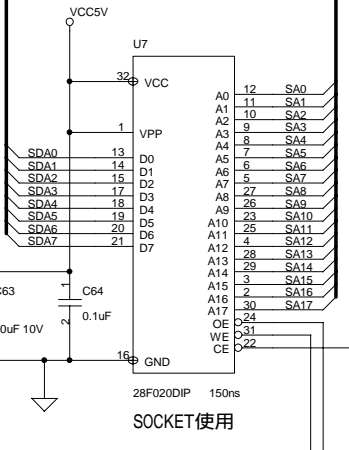 VCC5V
U7
32 VCC
A0 12 SA0
A1 11 SA1
A2 10 SA2
1 VPP
A3 9 SA3
A4 8 SA4
SDA0 13 D0
A5 7 SA5
SDA1 14 D1
A6 6 SA6
SDA2 15 D2
A7 5 SA7
SDA3 17 D3
A8 27 SA8
SDA4 18 D4
A9 26 SA9
SDA5 19 D5
A10 23 SA10
SDA6 20 D6
A11 25 SA11
SDA7 21 D7
A12 4 SA12
A13 28 SA13
A14 29 SA14
A15 3 SA15
A16 2 SA16
A17 30 SA17
OE 24
WE 31
CE 22
C63
1
C64
0.1uF
2
0uF 10V
16 GND
28F020DIP 150ns
SOCKET使用